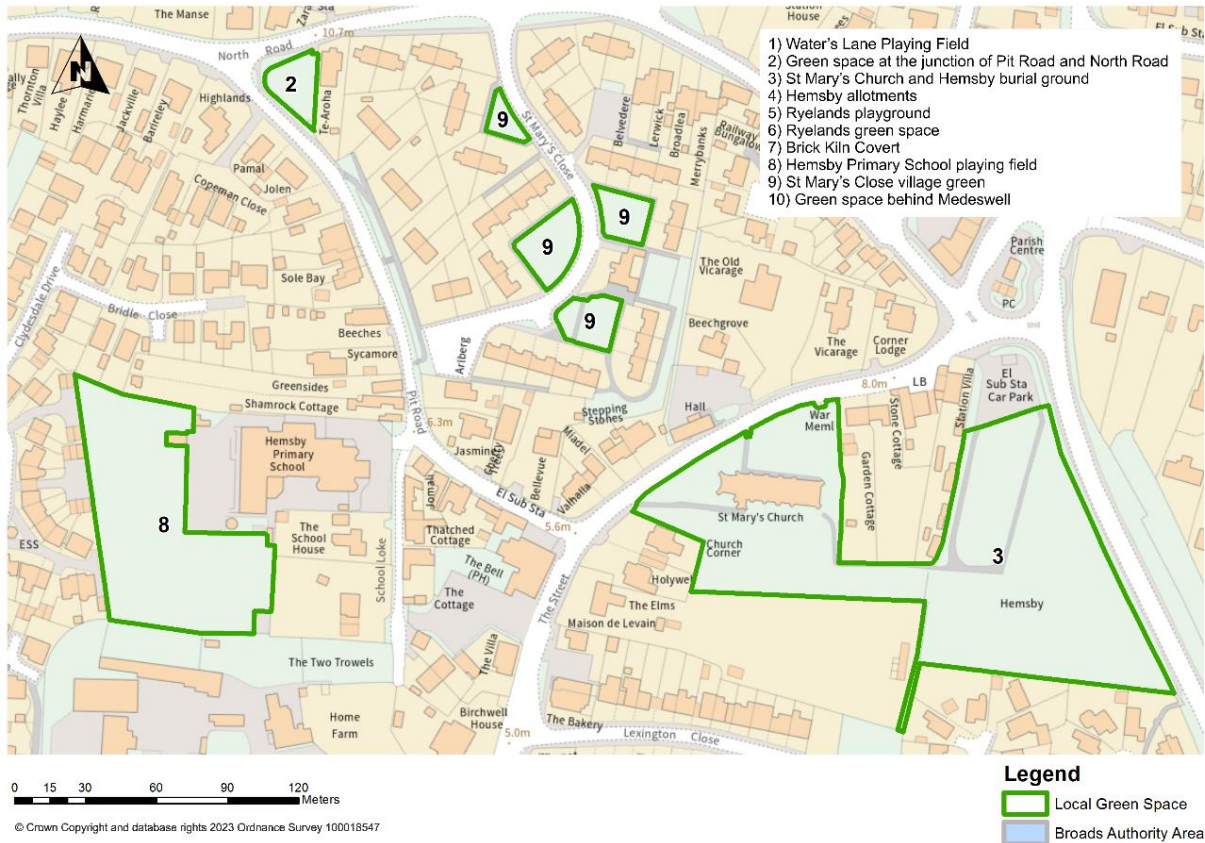 The Manse
Sta
Station
House
El Sub Sta
North Road
10.7m
N
Thornton
Villa
Haylee
Harmarie
Jackville
Barfreley
Highlands
2
Te-Aroha
9
St Mary's Close
Belvedere
Lerwick
Broadlea
Merrybanks
Railway
Bungalow
1) Water's Lane Playing Field
2) Green space at the junction of Pit Road and North Road
3) St Mary's Church and Hemsby burial ground
4) Hemsby allotments
5) Ryelands playground
6) Ryelands green space
7) Brick Kiln Covert
8) Hemsby Primary School playing field
9) St Mary's Close village green
10) Green space behind Medeswell
Pamal
Jolen
Copeman Close
9
9
Parish
Centre
PC
Clydesdale Drive
Sole Bay
The Old
Vicarage
Bridle Close
Beeches
Sycamore
9
Beechgrove
The
Vicarage
Corner
Lodge
Arlberg
Greensides
Shamrock Cottage
Pit Road
6.3m
Stepping
Stones
Hall
8.0m
LB
War
Meml
Stone Cottage
Station Villa
El
Sub Sta
Car Park
Hemsby
Primary
School
Jasmine
Bellevue
Miadel
Valhalla
El Sub Sta
Garden Cottage
8
The
School
House
Thatched
Cottage
5.6m
St Mary's Church
ESS
School Loke
The Bell
(PH)
The
Cottage
The Street
Church
Corner
Holywel
3
Hemsby
The Elms
Maison de Levain
The Two Trowels
The Villa
Home
Farm
Birchwell
House
5.0m
The Bakery
Lexington Close
0 15 30 60 90 120
Meters
© Crown Copyright and database rights 2023 Ordnance Survey 100018547
Legend
Local Green Space
Broads Authority Area